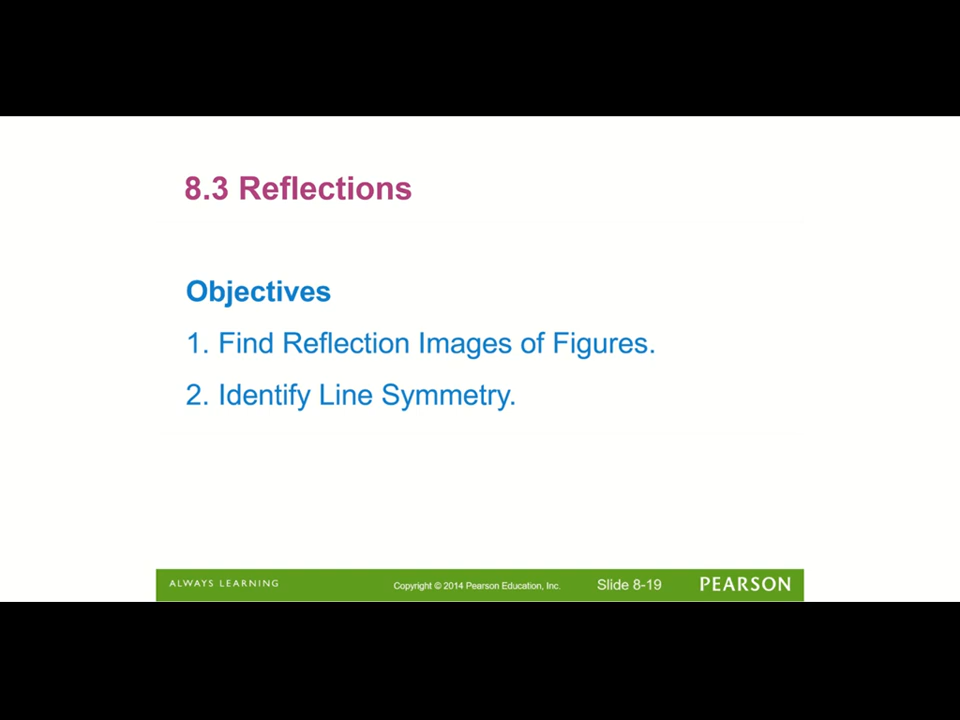 8.3 Reflections
Objectives
1. Find Reflection Images of Figures.
2. Identify Line Symmetry.
ALWAYS LEARNING
Copyright © 2014 Pearson Education, Inc.
Slide 8-19
PEARSON